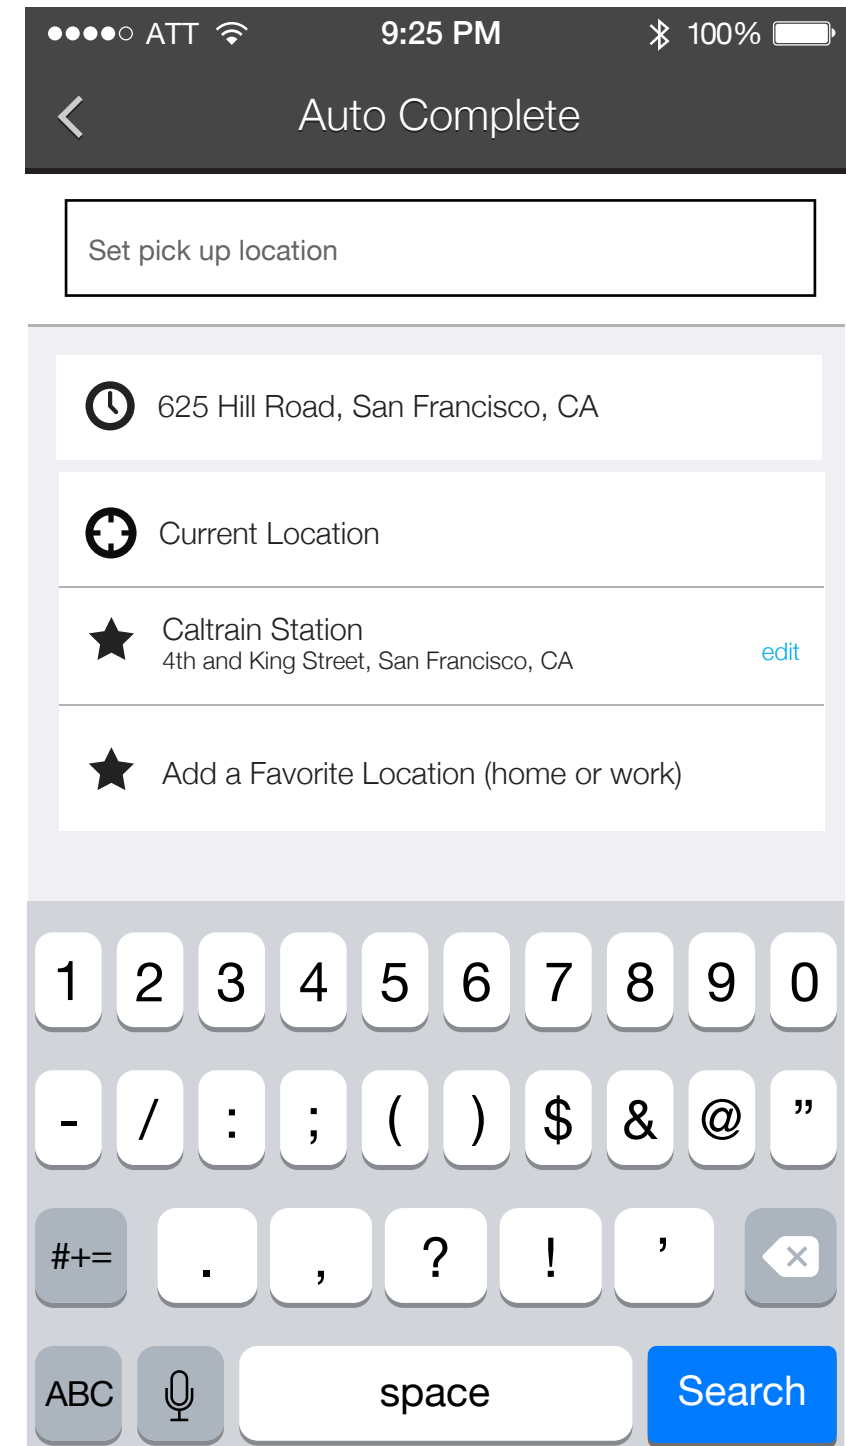 ATT 9:25 PM 100%
Auto Complete
Set pick up location
625 Hill Road, San Francisco, CA
Current Location
Caltrain Station
4th and King Street, San Francisco, CA
edit
Add a Favorite Location (home or work)
1 2 3 4 5 6 7 8 9 0
- / : ; ( ) $ & @ ”
#+= . , ? ! ’
ABC space Search